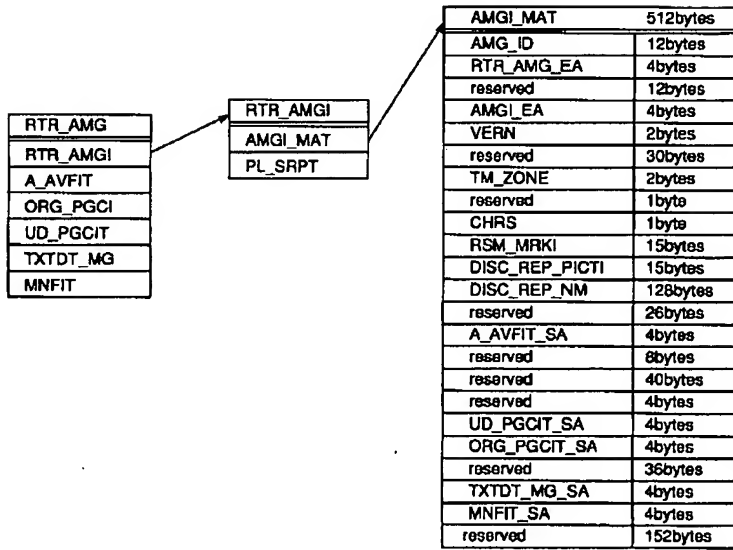 RTR_AMG
RTR_AMGI
A_AVFIT
ORG_PGCI
UD_PGCIT
TXTDT_MG
MNFIT
RTR_AMGI
AMGI_MAT
PL_SRPT
AMGI_MAT 512bytes
AMG_ID 12bytes
RTR_AMG_EA 4bytes
reserved 12bytes
AMGI_EA 4bytes
VERN 2bytes
reserved 30bytes
TM_ZONE 2bytes
reserved 1byte
CHRS 1byte
RSM_MRKI 15bytes
DISC_REP_PICTI 15bytes
DISC_REP_NM 128bytes
reserved 26bytes
A_AVFIT_SA 4bytes
reserved 8bytes
reserved 40bytes
reserved 4bytes
UD_PGCIT_SA 4bytes
ORG_PGCIT_SA 4bytes
reserved 36bytes
TXTDT_MG_SA 4bytes
MNFIT_SA 4bytes
reserved 152bytes